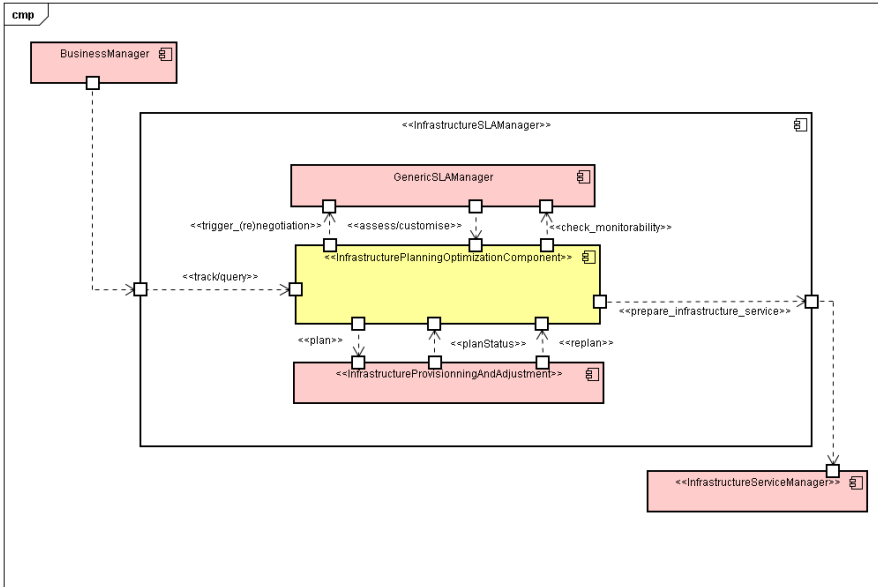 cmp
BusinessManager
<<InfrastructureSLAManager>>
GenericSLAManager
<<trigger_(re)negotiation>>
<<assess/customise>>
<<check_monitorability>>
<<InfrastructurePlanningOptimizationComponent>>
<<track/query>>
<<prepare_infrastructure_service>>
<<plan>>
<<planStatus>>
<<replan>>
<<InfrastructureProvisionningAndAdjustment>>
<<InfrastructureServiceManager>>